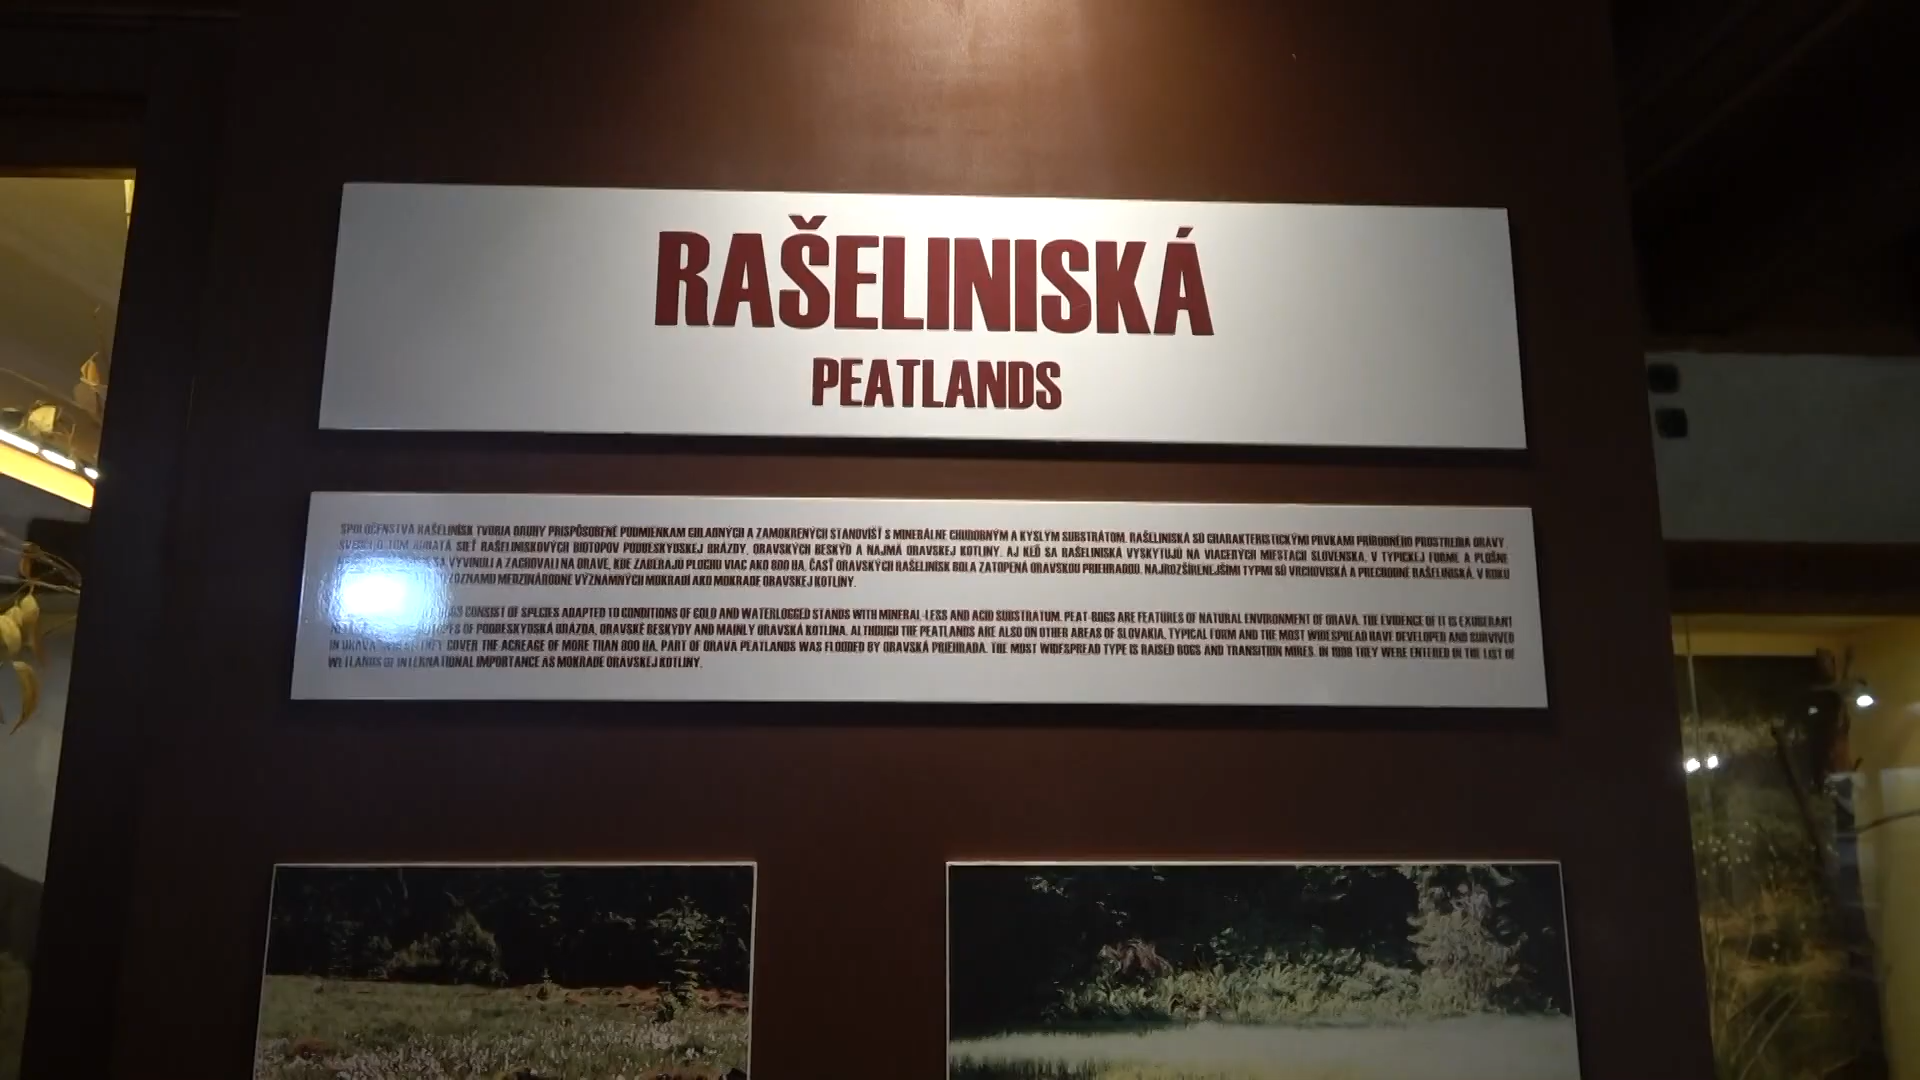 RAŠELINISKÁ
PEATLANDS
SPOLOČENSTVÁ RAŠELINÍSK TVORIA DRUHY PRISPÔSOBENÉ PODMIENKAM CHLADNÝCH A ZAMOKRENÝCH STANOVÍŠŤ S MINERÁLNE CHUDOBNÝM A KYSLÝM SUBSTRÁTOM. RAŠELINISKÁ SÚ CHARAKTERISTICKÝMI PRVKAMI PRÍRODNÉHO PROSTREDIA ORAVY.
SVEDČÍ O TOM BOHATÁ SIEŤ RAŠELINISKOVÝCH BIOTOPOV PODBESKYDSKEJ BRÁZDY, ORAVSKÝCH BESKÝD A NAJMÄ ORAVSKEJ KOTLINY. AJ KEĎ SA RAŠELINISKÁ VYSKYTUJÚ NA VIACERÝCH MIESTACH SLOVENSKA, V TYPICKEJ FORME A PLOŠNE
SA VYVINULI A ZACHOVALI NA ORAVE, KDE ZABERAJÚ PLOCHU VIAC AKO 800 HA. ČASŤ ORAVSKÝCH RAŠELINÍSK BOLA ZATOPENÁ ORAVSKOU PRIEHRADOU. NAJROZŠÍRENEJŠÍMI TYPMI SÚ VRCHOVISKÁ A PRECHODNÉ RAŠELINISKÁ. V ROKU
ZOZNAMU MEDZINÁRODNE VÝZNAMNÝCH MOKRADÍ AKO MOKRADE ORAVSKEJ KOTLINY.
CONSIST OF SPECIES ADAPTED TO CONDITIONS OF COLD AND WATERLOGGED STANDS WITH MINERAL-LESS AND ACID SUBSTRATUM. PEAT-BOGS ARE FEATURES OF NATURAL ENVIRONMENT OF ORAVA. THE EVIDENCE OF IT IS EXUBERANT
OF PODBESKYDSKÁ BRÁZDA, ORAVSKÉ BESKYDY AND MAINLY ORAVSKÁ KOTLINA. ALTHOUGH THE PEATLANDS ARE ALSO ON OTHER AREAS OF SLOVAKIA, TYPICAL FORM AND THE MOST WIDESPREAD HAVE DEVELOPED AND SURVIVED
IN ORAVA, THEY COVER THE ACREAGE OF MORE THAN 800 HA. PART OF ORAVA PEATLANDS WAS FLOODED BY ORAVSKÁ PRIEHRADA. THE MOST WIDESPREAD TYPE IS RAISED BOGS AND TRANSITION MIRES. IN 1998 THEY WERE ENTERED IN THE LIST OF
WETLANDS OF INTERNATIONAL IMPORTANCE AS MOKRADE ORAVSKEJ KOTLINY.